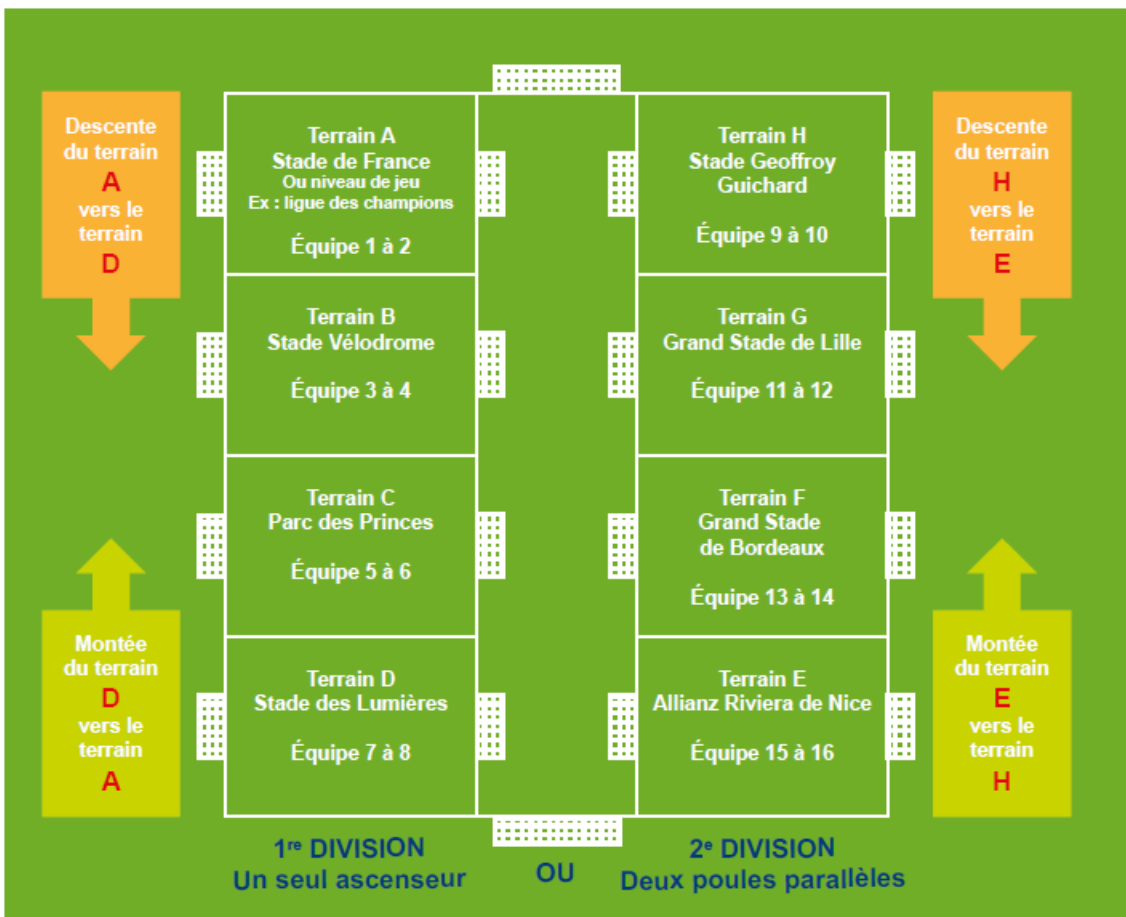 Descente
du terrain
A
vers le
terrain
D
Terrain A
Stade de France
Ou niveau de jeu
Ex : ligue des champions
Équipe 1 à 2
Terrain H
Stade Geoffroy
Guichard
Équipe 9 à 10
Descente
du terrain
H
vers le
terrain
E
Terrain B
Stade Vélodrome
Équipe 3 à 4
Terrain G
Grand Stade de Lille
Équipe 11 à 12
Terrain C
Parc des Princes
Équipe 5 à 6
Terrain F
Grand Stade
de Bordeaux
Équipe 13 à 14
Montée
du terrain
D
vers le
terrain
A
Terrain D
Stade des Lumières
Équipe 7 à 8
Terrain E
Allianz Riviera de Nice
Équipe 15 à 16
Montée
du terrain
E
vers le
terrain
H
1re DIVISION
Un seul ascenseur
OU
2e DIVISION
Deux poules parallèles